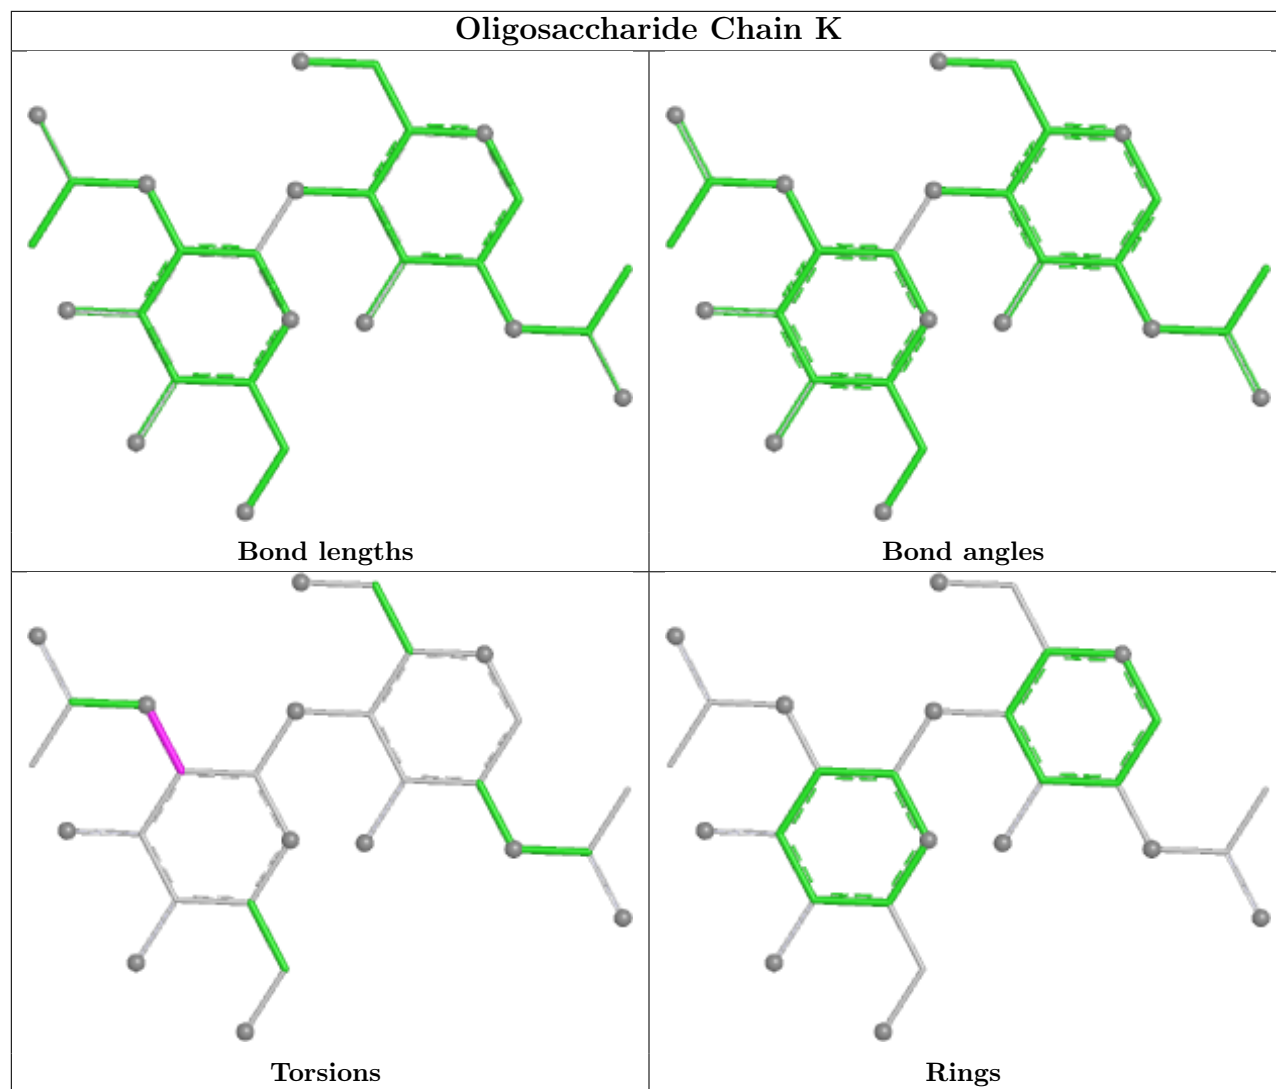 Oligosaccharide Chain K
Bond lengths
Bond angles
Torsions
Rings